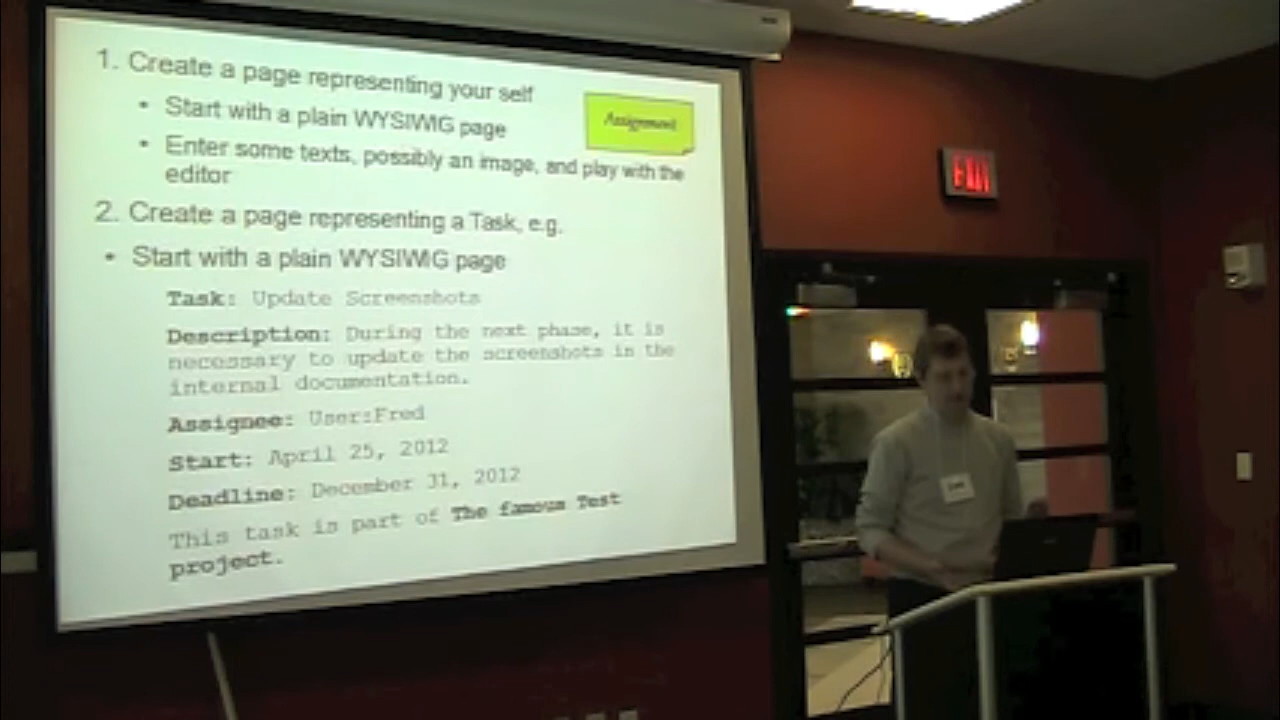 1. Create a page representing your self
• Start with a plain WYSIWIG page
Assignment
• Enter some texts, possibly an image, and play with the
editor
2. Create a page representing a Task, e.g.
• Start with a plain WYSIWIG page
Task: Update Screenshots
Description: During the next phase, it is
necessary to update the screenshots in the
internal documentation.
Assignee: User:Fred
Start: April 25, 2012
Deadline: December 31, 2012
This task is part of The famous Test
project.
EXIT